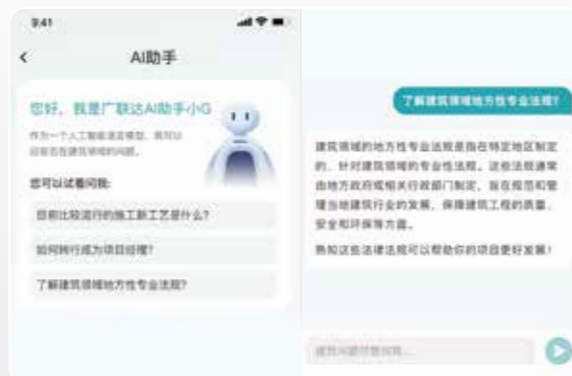 9:41
AI助手
您好，我是广联达AI助手小G
作为一个人工智能语言模型，我可以
回答您在建筑领域的问题。
您可以试着问我:
目前比较流行的施工新工艺是什么?
如何转行成为项目经理?
了解建筑领域地方性专业法规?
了解建筑领域地方性专业法规?
建筑领域的地方性专业法规是指在特定地区制定
的、针对建筑领域的专业性法规。这些法规通常
由地方政府或相关行政部门制定，旨在规范和管
理当地建筑行业的发展，保障建筑工程的质量、
安全和环保等方面。
熟知这些法律法规可以帮助你的项目更好发展!